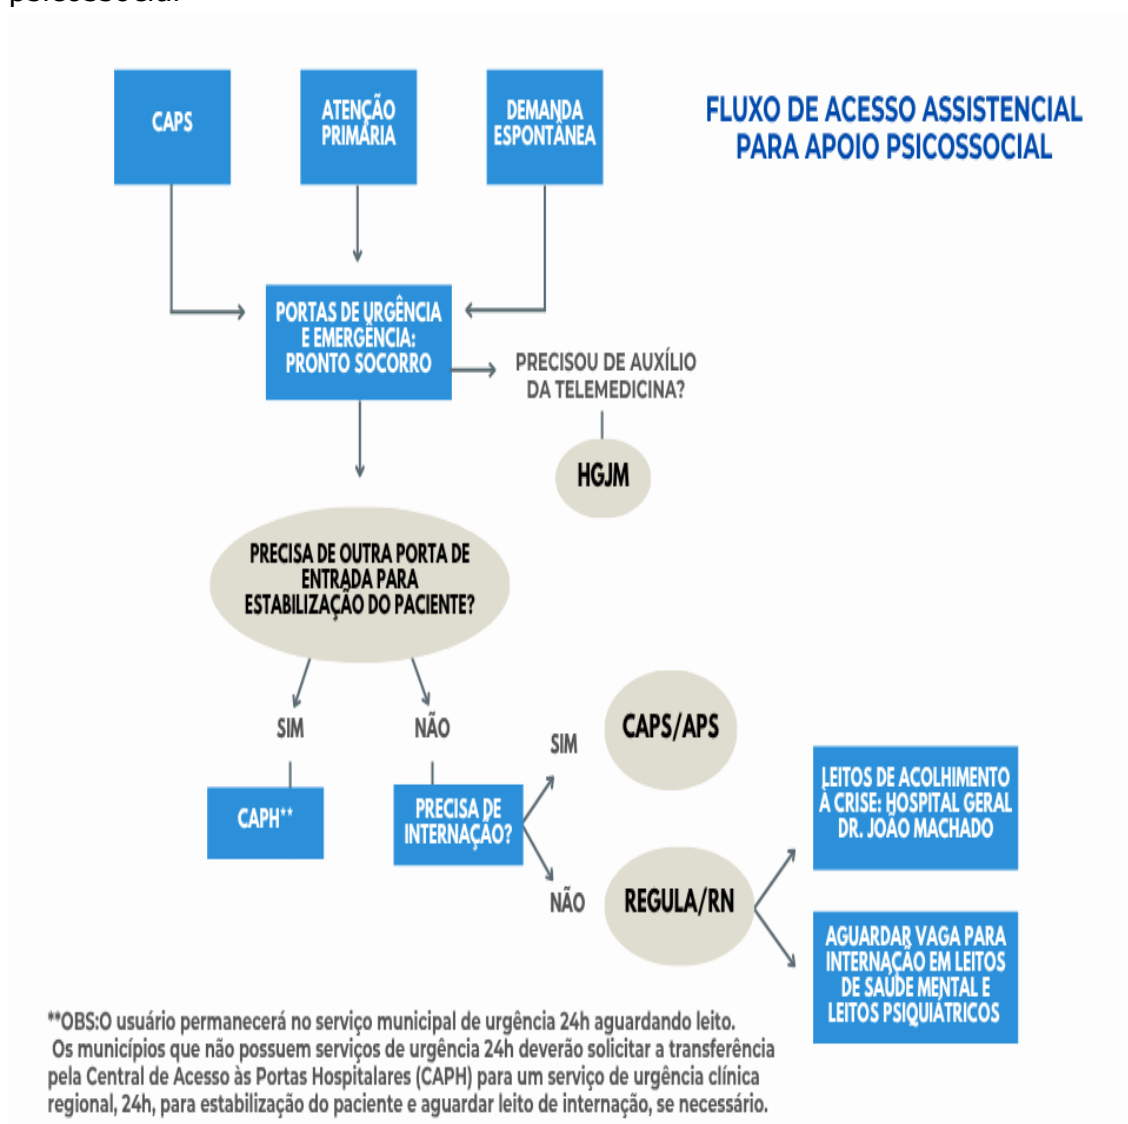 psicossocial
CAPS
ATENÇÃO
PRIMÁRIA
DEMANDA
ESPONTÂNEA
FLUXO DE ACESSO ASSISTENCIAL
PARA APOIO PSICOSSOCIAL
PORTAS DE URGÊNCIA
E EMERGÊNCIA:
PRONTO SOCORRO
PRECISOU DE AUXÍLIO
DA TELEMEDICINA?
HGJM
PRECISA DE OUTRA PORTA DE
ENTRADA PARA
ESTABILIZAÇÃO DO PACIENTE?
SIM
NÃO
CAPH**
PRECISA DE
INTERNAÇÃO?
SIM
CAPS/APS
NÃO
REGULA/RN
LEITOS DE ACOLHIMENTO
À CRISE: HOSPITAL GERAL
DR. JOÃO MACHADO
AGUARDAR VAGA PARA
INTERNAÇÃO EM LEITOS
DE SAÚDE MENTAL E
LEITOS PSIQUIÁTRICOS
**OBS:O usuário permanecerá no serviço municipal de urgência 24h aguardando leito.
Os municípios que não possuem serviços de urgência 24h deverão solicitar a transferência
pela Central de Acesso às Portas Hospitalares (CAPH) para um serviço de urgência clínica
regional, 24h, para estabilização do paciente e aguardar leito de internação, se necessário.